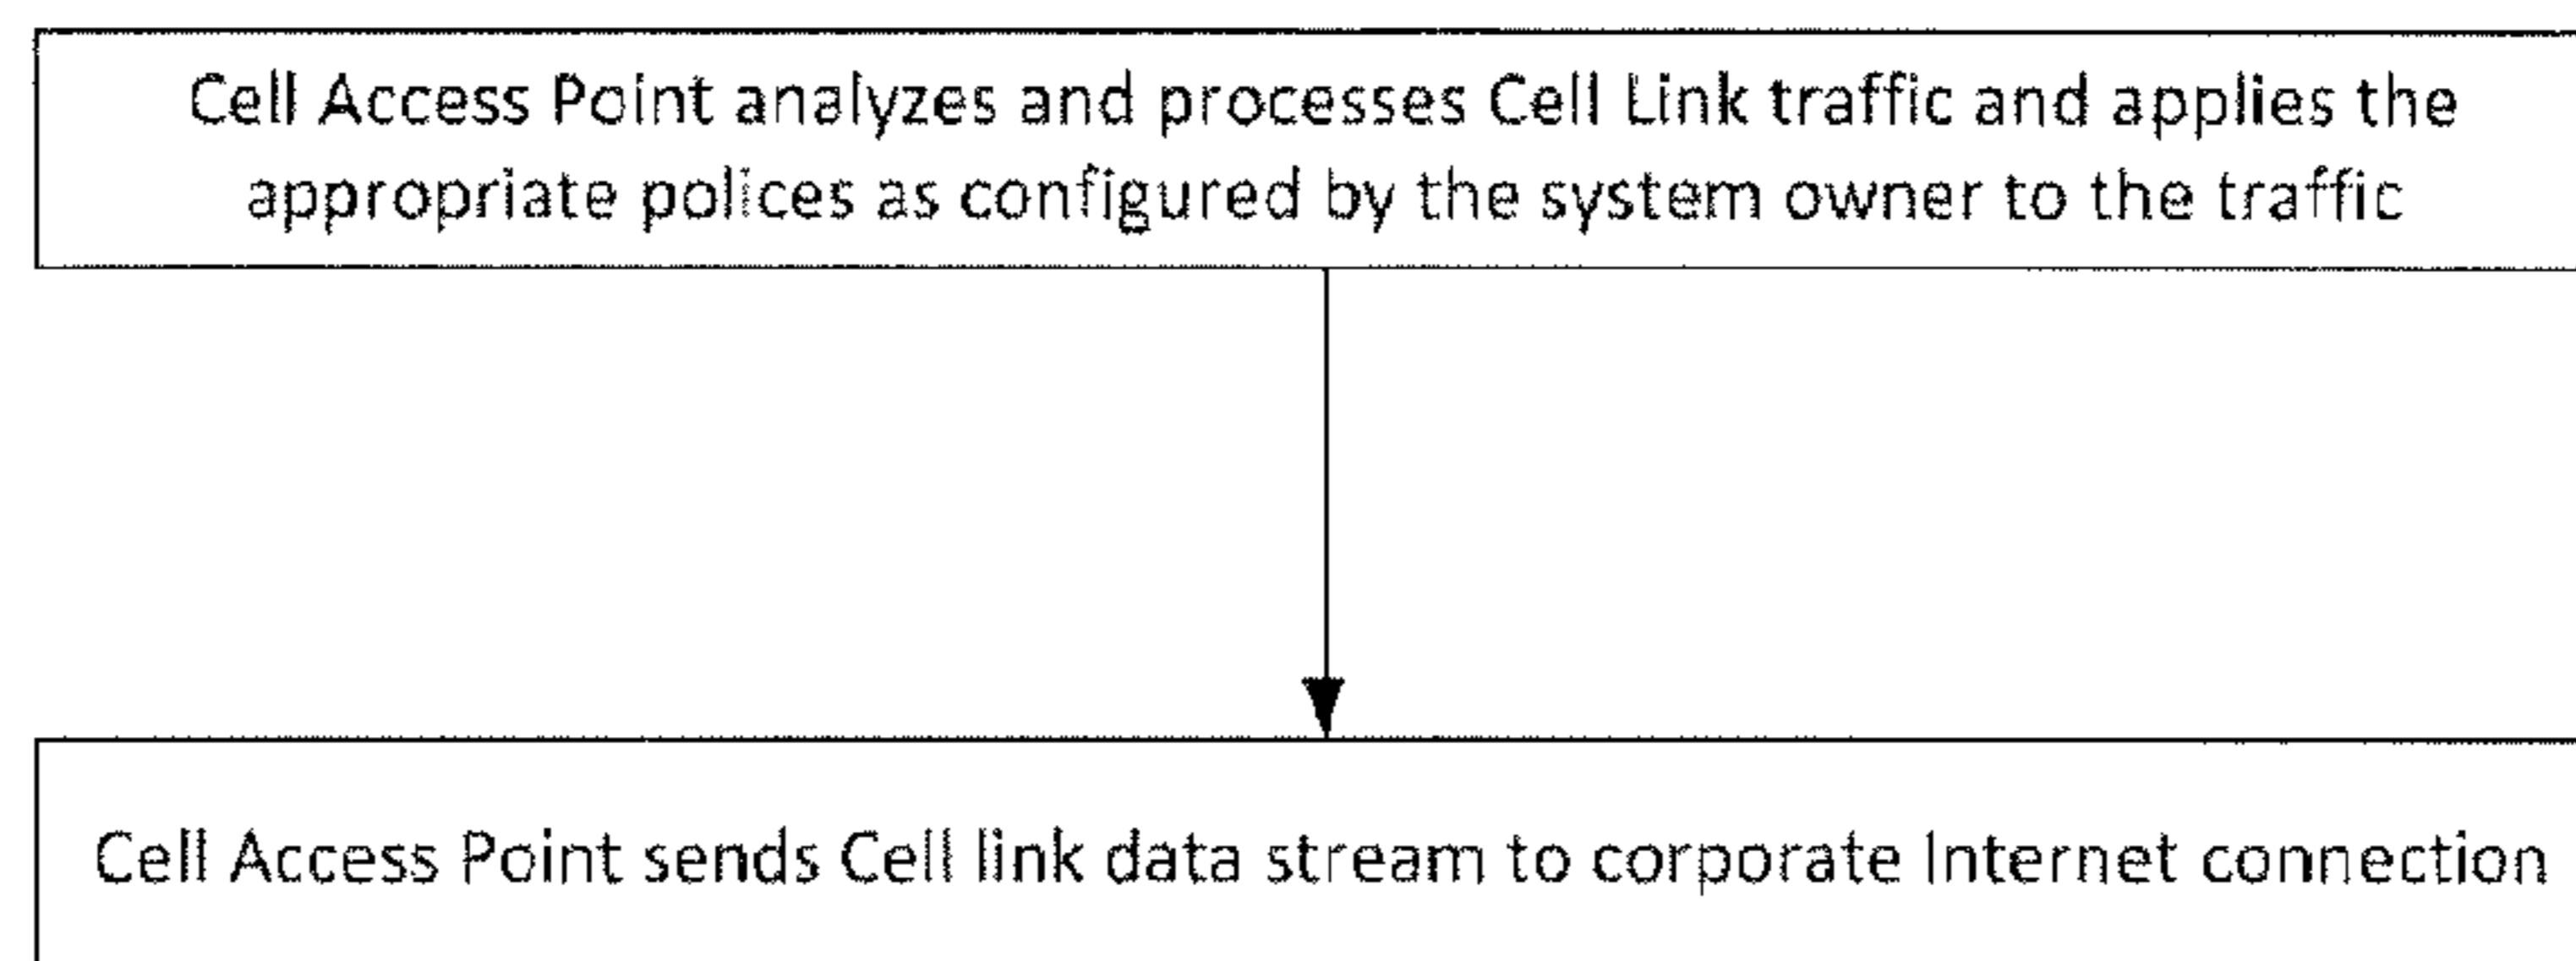 Cell Access Point analyzes and processes Cell Link traffic and applies the
appropriate polices as configured by the system owner to the traffic
Cell Access Point sends Cell link data stream to corporate Internet connection